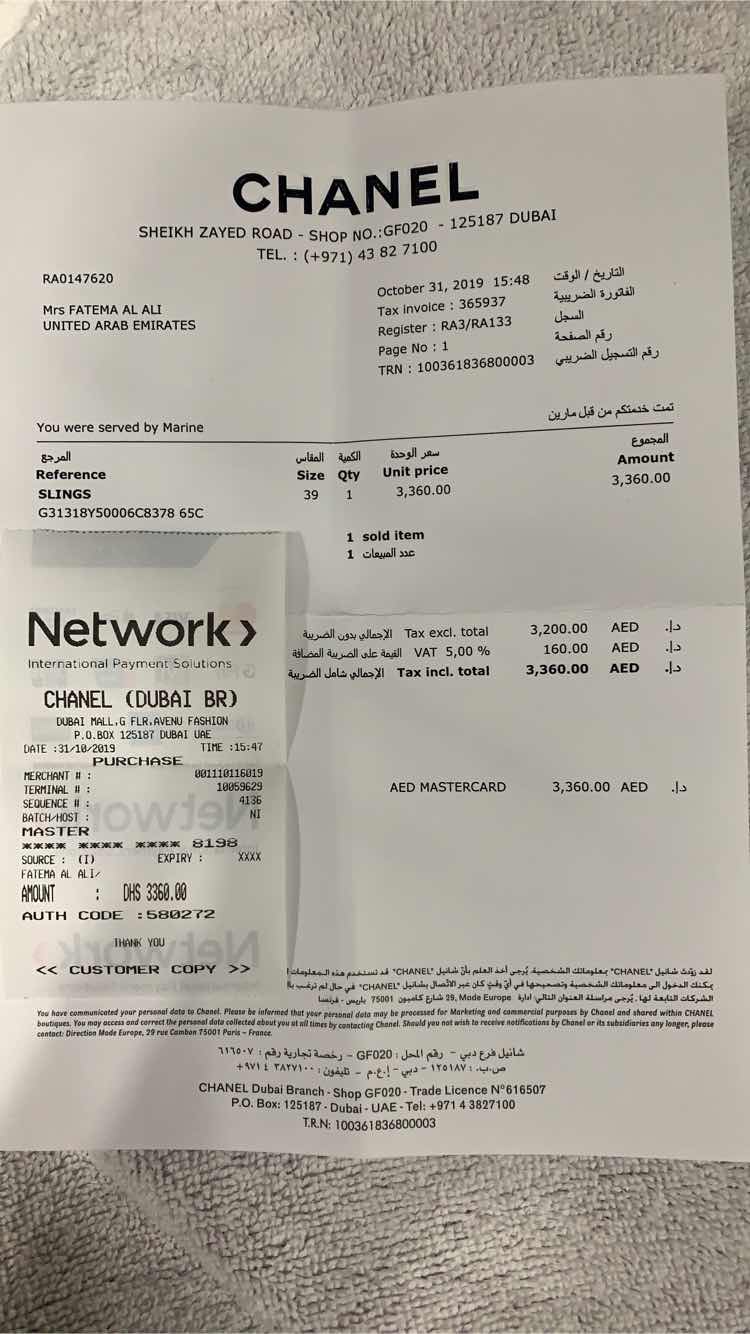 CHANEL
SHEIKH ZAYED ROAD - SHOP NO.:GF020 - 125187 DUBAI
TEL. : (+971) 43 82 7100
RA0147620
Mrs FATEMA AL ALI
UNITED ARAB EMIRATES
October 31, 2019 15:48 التاريخ / الوقت
Tax invoice : 365937 الفاتورة الضريبية
Register : RA3/RA133 السجل
Page No : 1 رقم الصفحة
TRN : 100361836800003 رقم التسجيل الضريبي
You were served by Marine تمت خدمتكم من قبل مارين
المرجع المقاس الكمية سعر الوحدة المجموع
Reference Size Qty Unit price Amount
SLINGS 39 1 3,360.00 3,360.00
G31318Y50006C8378 65C
1 sold item
1 عدد المبيعات
الإجمالي بدون الضريبة Tax excl. total 3,200.00 AED د.إ.
القيمة على الضريبة المضافة VAT 5,00 % 160.00 AED د.إ.
الإجمالي شامل الضريبة Tax incl. total 3,360.00 AED د.إ.
AED MASTERCARD 3,360.00 AED د.إ.
Network›
International Payment Solutions
CHANEL (DUBAI BR)
DUBAI MALL,G FLR,AVENU FASHION
P.O.BOX 125187 DUBAI UAE
DATE :31/10/2019 TIME :15:47
PURCHASE
MERCHANT # : 001110116019
TERMINAL # : 10059629
SEQUENCE # : 4136
BATCH/HOST : NI
MASTER
**** **** **** 8198
SOURCE : (I) EXPIRY : XXXX
FATEMA AL ALI/
AMOUNT : DHS 3360.00
AUTH CODE :580272
THANK YOU
<< CUSTOMER COPY >>
لقد زوّدت شانيل "CHANEL" بمعلوماتك الشخصية. يُرجى أخذ العلم بأنّ شانيل "CHANEL" قد تستخدم هذه المعلومات
يمكنك الدخول الى معلوماتك الشخصية وتصحيحها في أيّ وقتٍ كان عبر الاتّصال بشانيل "CHANEL" في حال لم ترغب
الشركات التابعة لها. يُرجى مراسلة العنوان التالي: ادارة Mode Europe, 29 شارع كامبون 75001 باريس - فرنسا
You have communicated your personal data to Chanel. Please be informed that your personal data may be processed for Marketing and commercial purposes by Chanel and shared within CHANEL
boutiques. You may access and correct the personal data collected about you at all times by contacting Chanel. Should you not wish to receive notifications by Chanel or its subsidiaries any longer, please
contact: Direction Mode Europe, 29 rue Cambon 75001 Paris – France.
شانيل فرع دبي - رقم المحل: GF020 - رخصة تجارية رقم: ٦١٦٥٠٧
ص.ب.: ١٢٥١٨٧ - دبي - إ.ع.م - تليفون: ٣٨٢٧١٠٠ ٤ ٩٧١+
CHANEL Dubai Branch - Shop GF020 - Trade Licence N°616507
P.O. Box: 125187 - Dubai - UAE - Tel: +971 4 3827100
T.R.N: 100361836800003